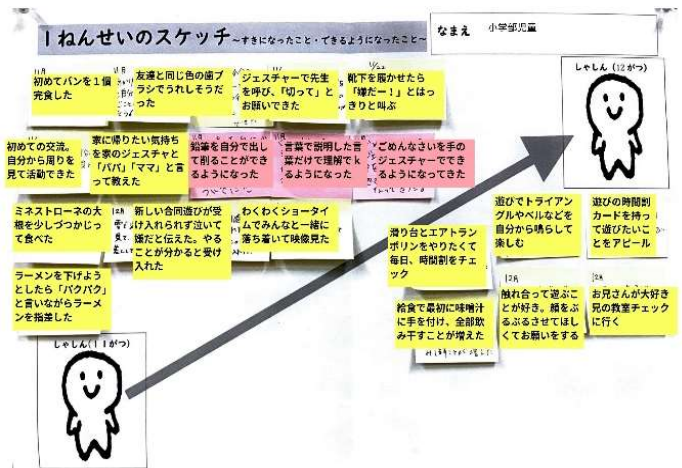 1ねんせいのスケッチ~すきになったこと・できるようになったこと~
なまえ 小学部児童
初めてパンを1個
完食した
友達と同じ色の歯ブ
ラシでうれしそうだ
った
ジェスチャーで先生
を呼び、「切って」と
お願いできた
靴下を履かせたら
「嫌だー!」とはっ
きりと叫ぶ
しゃしん(12がつ)
初めての交流。
自分から周りを
見て活動できた
家に帰りたい気持ち
を家のジェスチャと
「パパ」「ママ」と言
って教えた
鉛筆を自分で出し
て削ることができ
るようになった
言葉で説明した言
葉だけで理解でk
るようになった
ごめんなさいを手の
ジェスチャーででき
るようになってきた
ミネストローネの大
根を少しづつかじっ
て食べた
新しい合同遊びが受
け入れられず泣いて
嫌だと伝えた。やる
ことが分かると受け
入れた
わくわくショータイ
ムでみんなと一緒に
落ち着いて映像見た
滑り台とエアトラン
ポリンをやりたくて
毎日、時間割をチェ
ック
遊びでトライアン
グルやベルなどを
自分から鳴らして
楽しむ
遊びの時間割
カードを持っ
て遊びたいこ
とをアピール
ラーメンを下げよう
としたら「パクパク」
と言いながらラーメ
ンを指差した
給食で最初に味噌汁
に手を付け、全部飲
み干すことが増えた
12月
触れ合って遊ぶこ
とが好き。顔をぶ
るぶるさせてほし
くてお願いをする
12月
お兄さんが大好き
兄の教室チェック
に行く
しゃしん(11がつ)